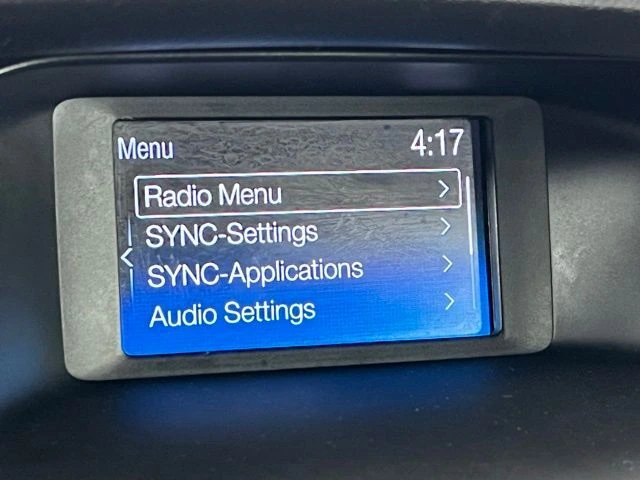 Menu 4:17
Radio Menu
SYNC-Settings
SYNC-Applications
Audio Settings